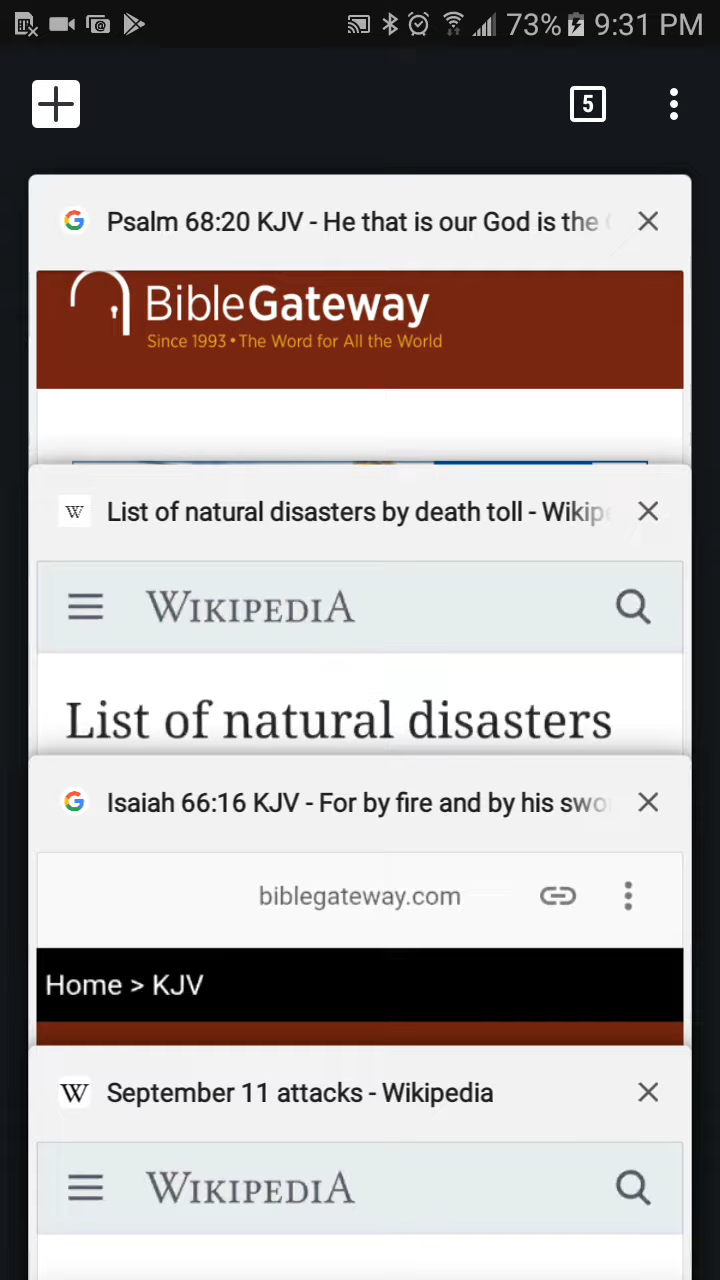 73% 9:31 PM
5
Psalm 68:20 KJV - He that is our God is the
BibleGateway
Since 1993 • The Word for All the World
W List of natural disasters by death toll - Wikip
WIKIPEDIA
List of natural disasters
Isaiah 66:16 KJV - For by fire and by his swo
biblegateway.com
Home > KJV
W September 11 attacks - Wikipedia
WIKIPEDIA